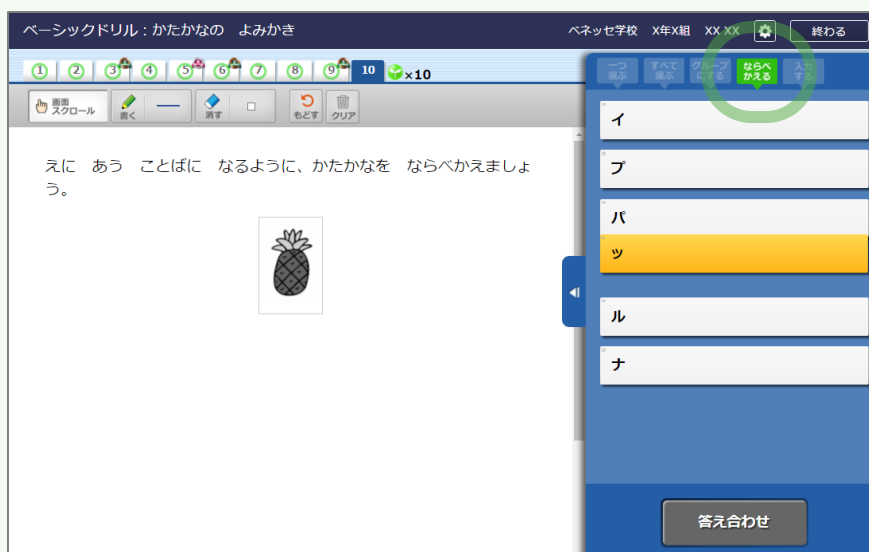 ベーシックドリル：かたかなの　よみかき
ベネッセ学校　X年X組　XX XX
終わる
1 2 3 4 5 6 7 8 9 10 ×10
一つ選ぶ
すべて選ぶ
グループにする
ならべかえる
入力する
画面スクロール
書く
消す
もどす
クリア
えに　あう　ことばに　なるように、かたかなを　ならべかえましょ
う。
イ
プ
パ
ッ
ル
ナ
答え合わせ